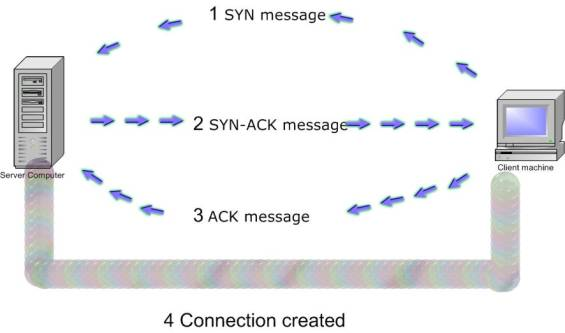 1 SYN message
2 SYN-ACK message
Server Computer
Client machine
3 ACK message
4 Connection created